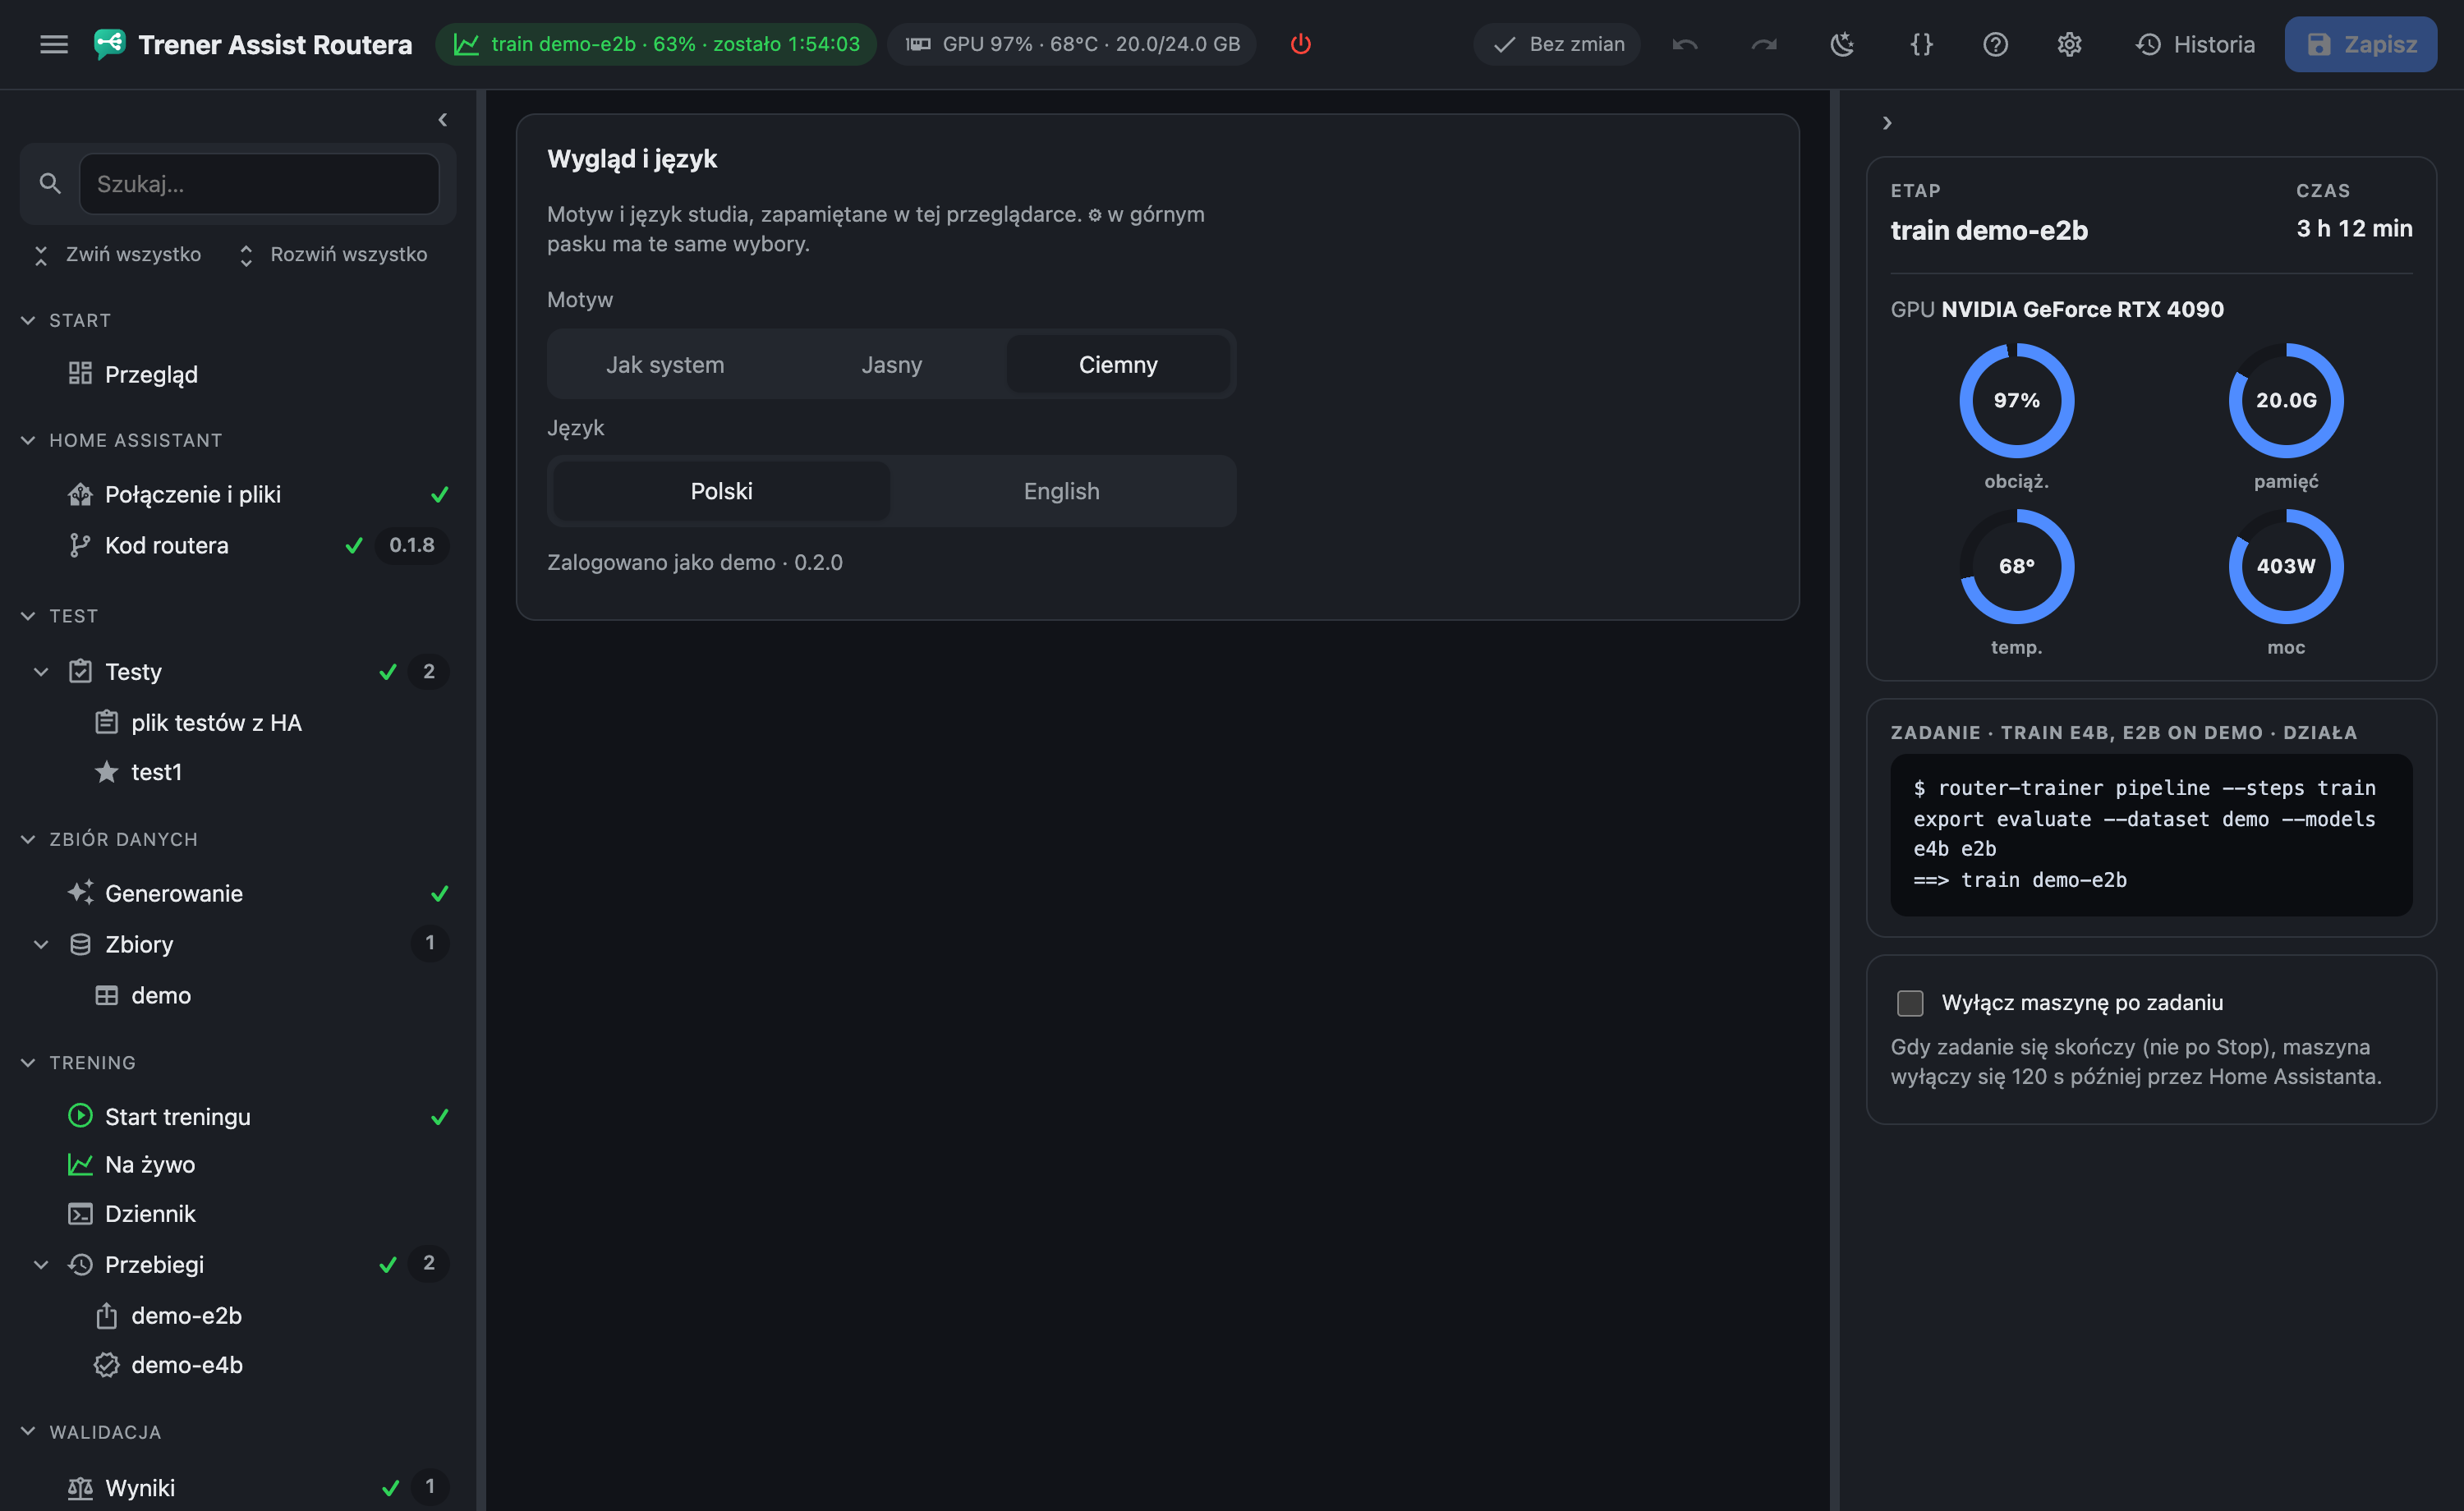 Trener Assist Routera
train demo-e2b · 63% · zostało 1:54:03
GPU 97% · 68°C · 20.0/24.0 GB
Bez zmian
{}
Historia
Zapisz
Szukaj...
Zwiń wszystko
Rozwiń wszystko
START
Przegląd
HOME ASSISTANT
Połączenie i pliki
Kod routera
0.1.8
TEST
Testy
2
plik testów z HA
test1
ZBIÓR DANYCH
Generowanie
Zbiory
1
demo
TRENING
Start treningu
Na żywo
Dziennik
Przebiegi
2
demo-e2b
demo-e4b
WALIDACJA
Wyniki
1
Wygląd i język
Motyw i język studia, zapamiętane w tej przeglądarce. ⚙ w górnym
pasku ma te same wybory.
Motyw
Jak system
Jasny
Ciemny
Język
Polski
English
Zalogowano jako demo · 0.2.0
ETAP
CZAS
train demo-e2b
3 h 12 min
GPU NVIDIA GeForce RTX 4090
97%
20.0G
obciąż.
pamięć
68°
403W
temp.
moc
ZADANIE · TRAIN E4B, E2B ON DEMO · DZIAŁA
$ router-trainer pipeline --steps train
export evaluate --dataset demo --models
e4b e2b
==> train demo-e2b
Wyłącz maszynę po zadaniu
Gdy zadanie się skończy (nie po Stop), maszyna
wyłączy się 120 s później przez Home Assistanta.